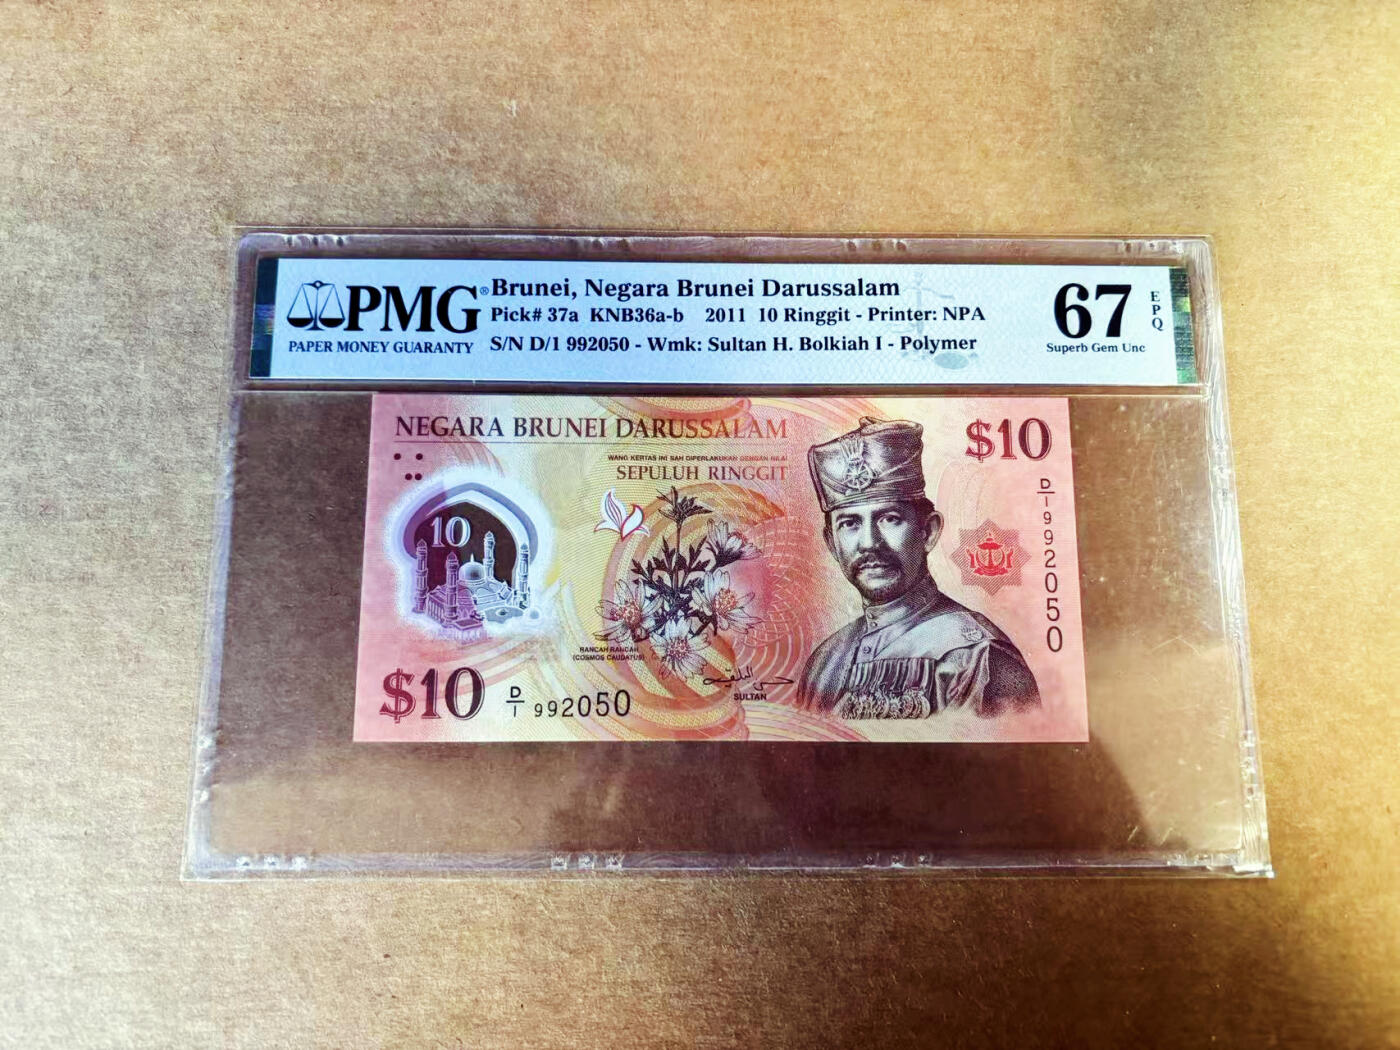 PMG®
PAPER MONEY GUARANTY
Brunei, Negara Brunei Darussalam
Pick# 37a KNB36a-b 2011 10 Ringgit - Printer: NPA
S/N D/1 992050 - Wmk: Sultan H. Bolkiah I - Polymer
67
EPQ
Superb Gem Unc
NEGARA BRUNEI DARUSSALAM
WANG KERTAS INI SAH DIPERLAKUKAN DENGAN NILAI
SEPULUH RINGGIT
$10
D/1 992050
10
RANCAH RANCAH
(COSMOS CAUDATUS)
SULTAN
$10
D/1 992050